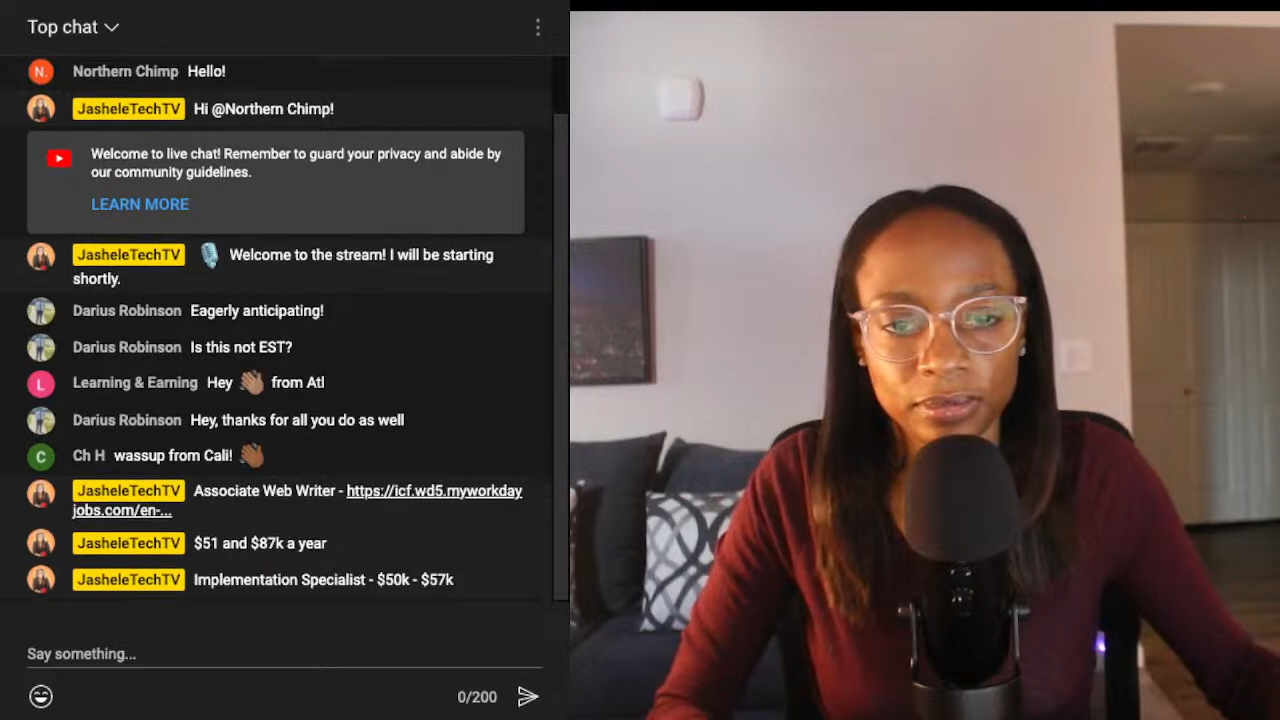 Top chat
N. Northern Chimp Hello!
JasheleTechTV Hi @Northern Chimp!
Welcome to live chat! Remember to guard your privacy and abide by
our community guidelines.
LEARN MORE
JasheleTechTV Welcome to the stream! I will be starting
shortly.
Darius Robinson Eagerly anticipating!
Darius Robinson Is this not EST?
L Learning & Earning Hey from Atl
Darius Robinson Hey, thanks for all you do as well
C Ch H wassup from Cali!
JasheleTechTV Associate Web Writer - https://icf.wd5.myworkday
jobs.com/en-...
JasheleTechTV $51 and $87k a year
JasheleTechTV Implementation Specialist - $50k - $57k
Say something...
0/200